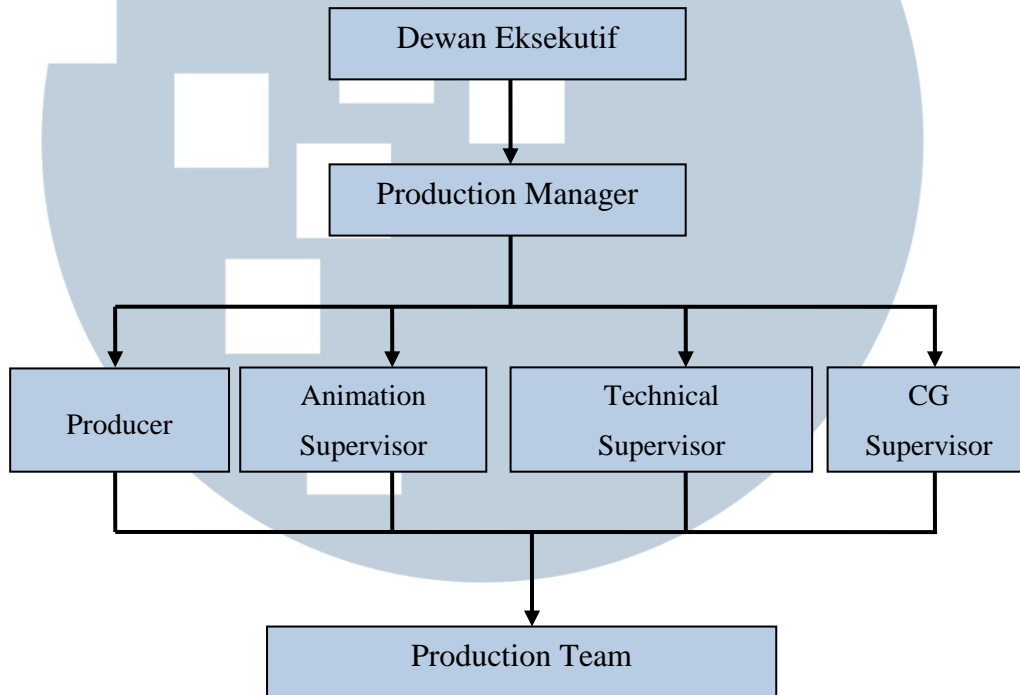 Dewan Eksekutif
Production Manager
Producer
Animation
Supervisor
Technical
Supervisor
CG
Supervisor
Production Team